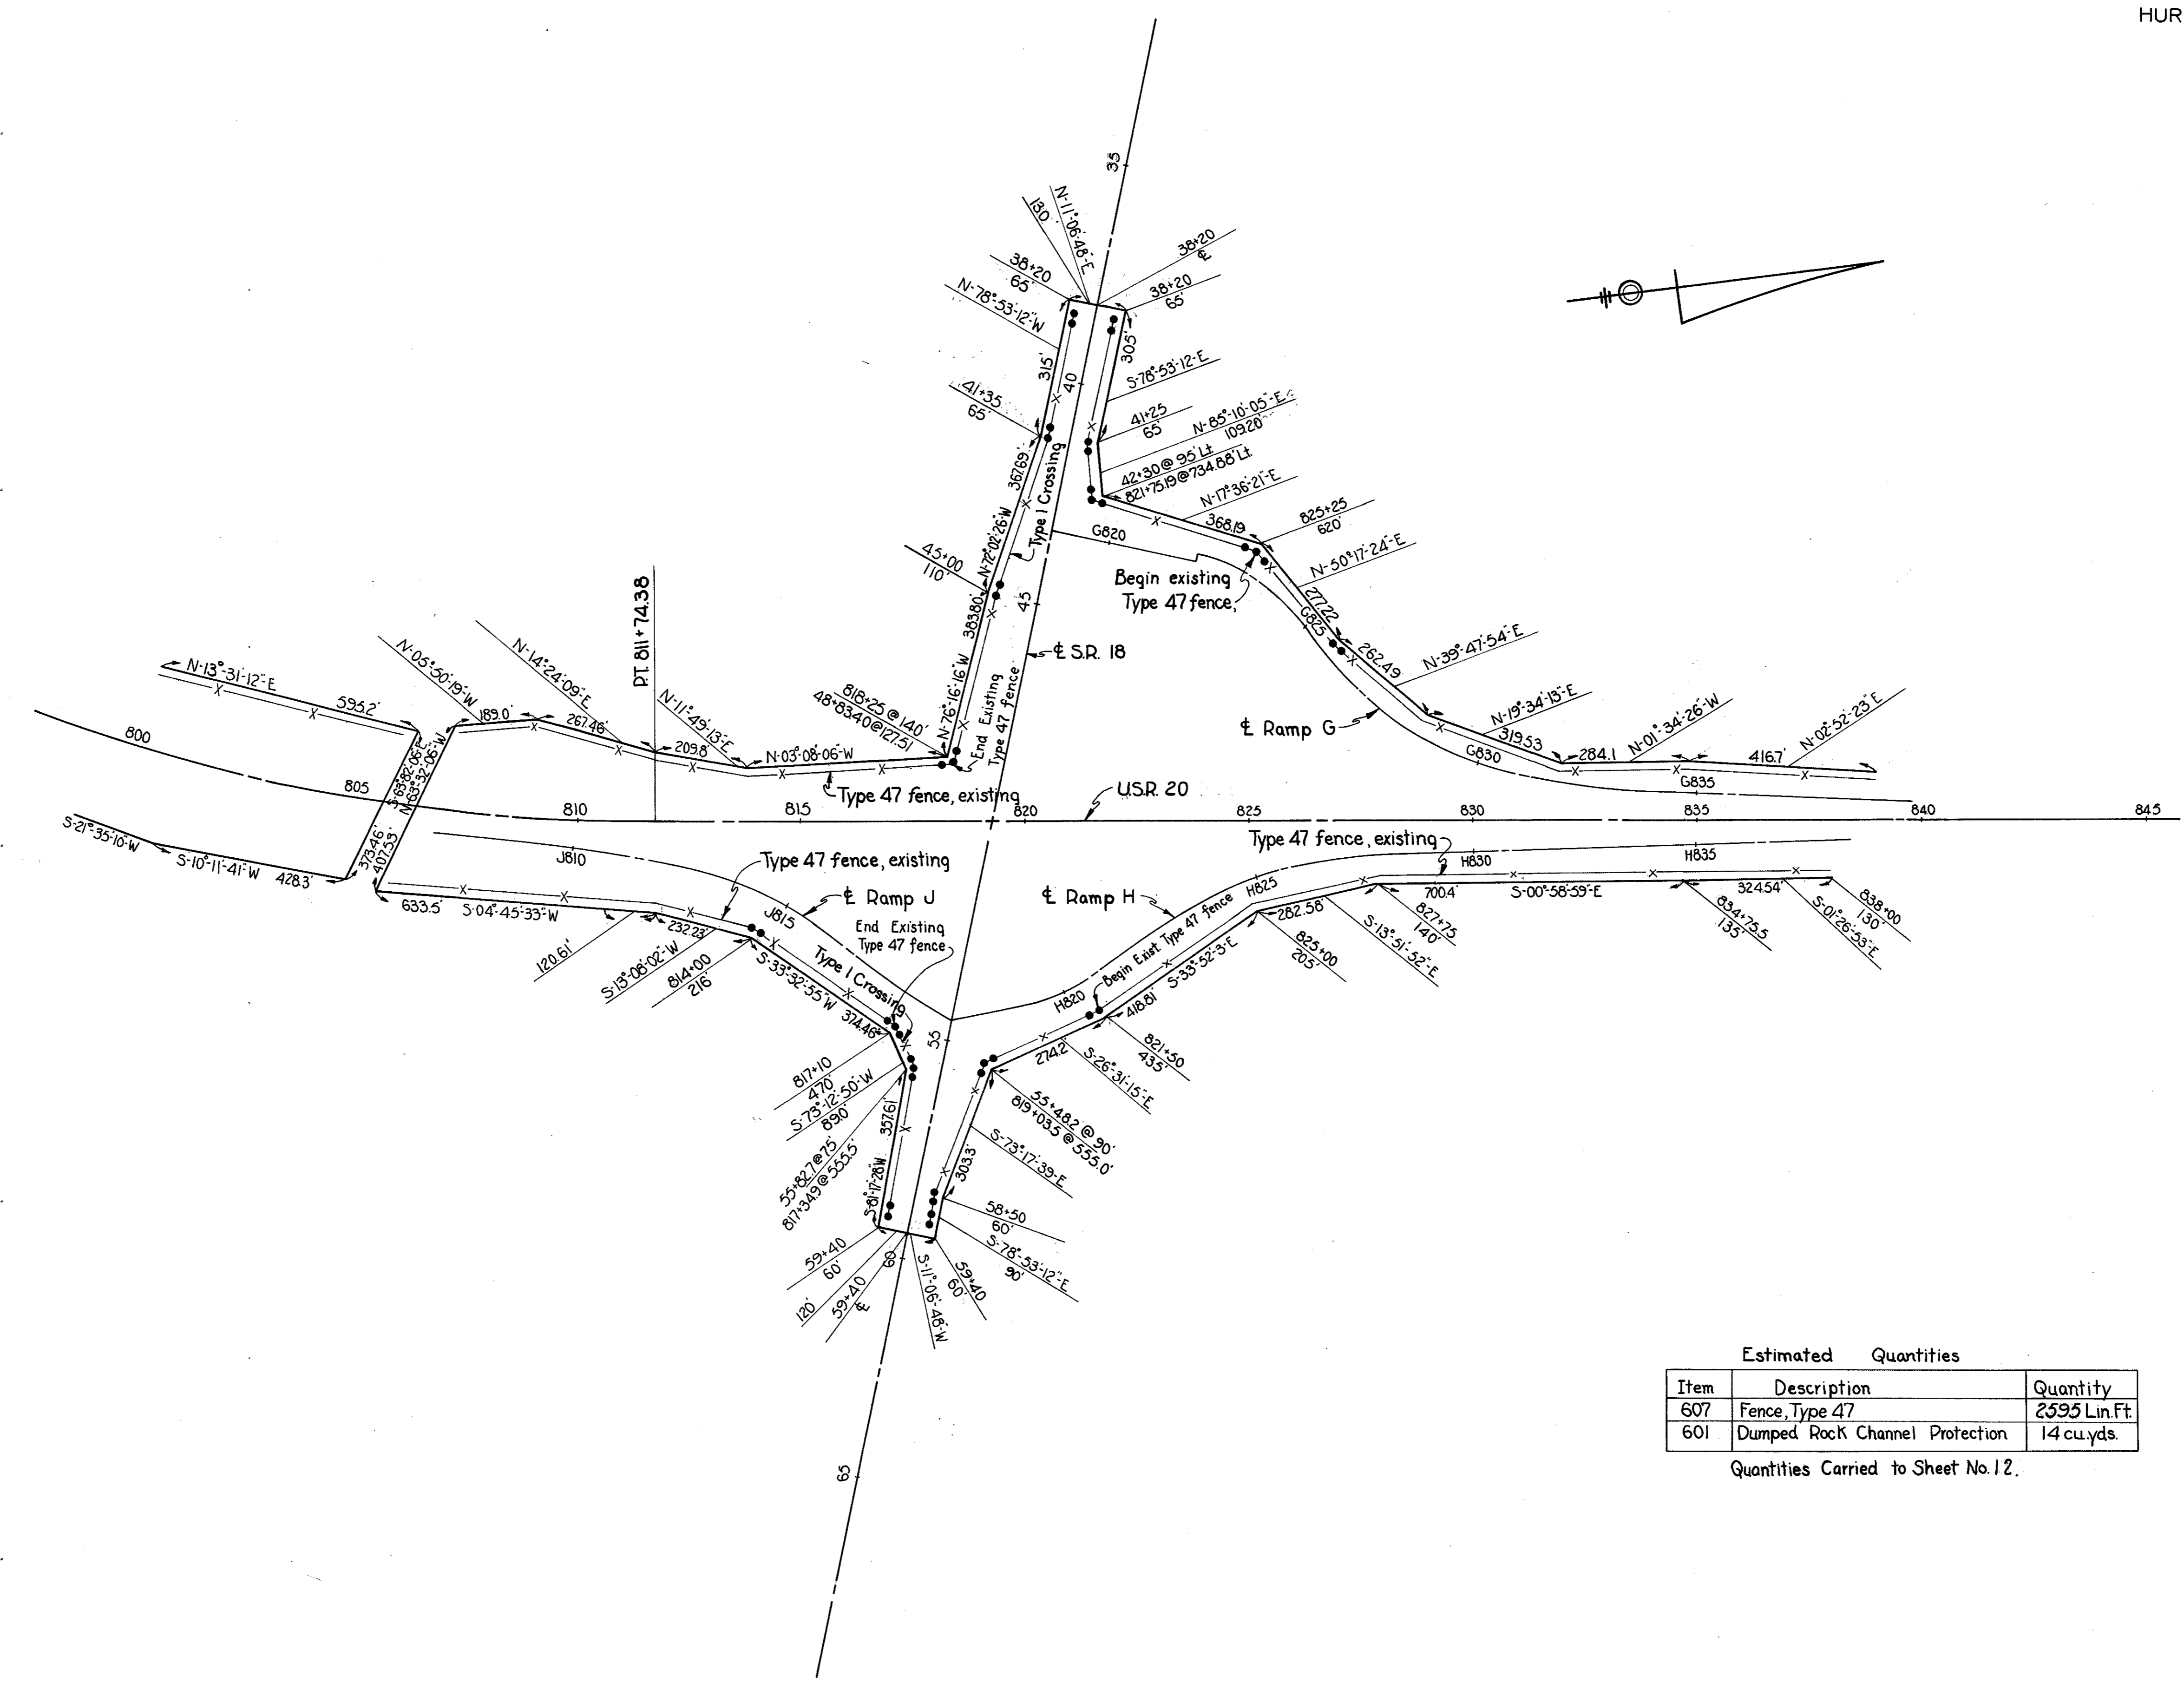 HUR
35
N-11°-06'-48"-E
130'
38+20
65'
38+20
℄
38+20
65'
N-78°-53'-12"-W
315'
305'
S-78°-53'-12"-E
40
41+35
65'
41+25
65'
N-85°-10'-05"-E
109.20'
42+30 @ 95' Lt
821+75.19 @ 734.88' Lt.
367.69'
N-72°-02'-26"-W
Type 1 Crossing
N-17°-36'-21"-E
368.19
825+25
620'
G820
45+00
110'
Begin existing
Type 47 fence,
N-50°-17'-24"-E
277.22
G825
45
383.80'
N-76°-16'-16"-W
℄ S.R. 18
P.T. 811+74.38
262.49
N-39°-47'-54"-E
N-13°-31'-12"-E
595.2'
N-05°-50'-19"-W
189.0'
N-14°-24'-09"-E
267.46'
N-11°-49'-13"-E
209.8'
N-03°-08'-06"-W
818+25 @ 140'
48+83.40 @ 127.51
End Existing
Type 47 fence
℄ Ramp G
N-19°-34'-13"-E
319.53
G830
284.1
N-01°-34'-26"-W
416.7'
N-02°-52'-23"-E
G835
Type 47 fence, existing
U.S.R. 20
800
805
810
815
820
825
830
835
840
845
S-63°-82'-06"-E
N-63°-32'-06"-W
373.46'
407.53'
S-21°-35'-10"-W
S-10°-11'-41"-W
428.3'
J810
Type 47 fence, existing
℄ Ramp J
J815
End Existing
Type 47 fence
Type 1 Crossing
Type 47 fence, existing
H830
H835
℄ Ramp H
H825
Begin Exist. Type 47 fence
H820
633.5'
S-04°-45'-33"-W
120.61'
232.23'
S-13°-08'-02"-W
814+00
216'
S-33°-32'-55"-W
374.46'
282.58'
825+00
205'
S-13°-51'-52"-E
827+75
140'
700.4'
S-00°-58'-59"-E
324.54'
834+75.5
135'
S-01°-26'-53"-E
838+00
130'
S-33°-52'-3-E
418.81'
821+50
435'
274.2'
S-26°-31'-15"-E
55
817+10
470'
S-73°-12'-50"-W
89.0'
55+82.7 @ 75'
817+34.9 @ 555.5'
357.61
S-81°-17'-28"W
55+48.2 @ 90'
819+03.5 @ 555.0'
S-73°-17'-39"-E
303.3'
58+50
60'
S-78°-53'-12"-E
90'
59+40
60'
120'
59+40
℄
60
S-11°-06'-48"-W
59+40
60'
65
Estimated Quantities
Item Description Quantity
607 Fence, Type 47 2595 Lin.Ft.
601 Dumped Rock Channel Protection 14 cu.yds.
Quantities Carried to Sheet No. 12.